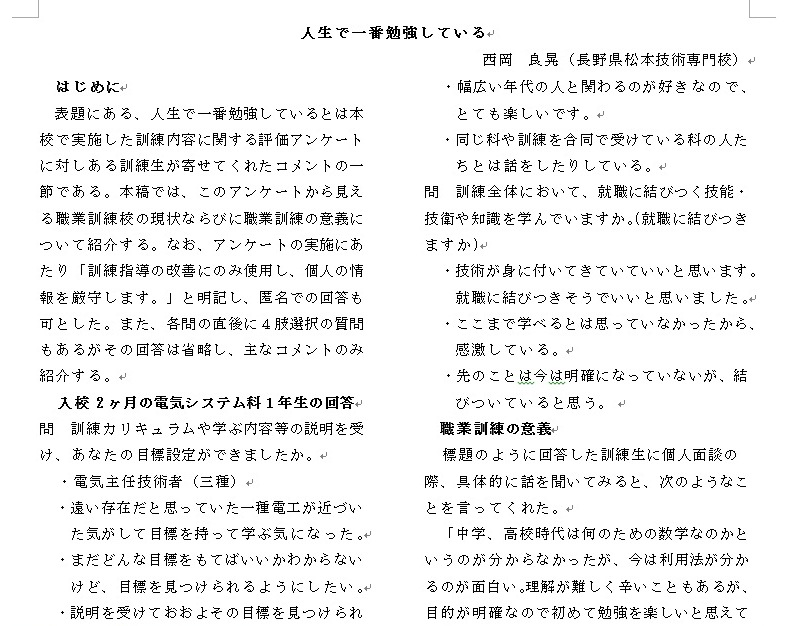 人生で一番勉強している
西岡　良晃（長野県松本技術専門校）
はじめに
表題にある、人生で一番勉強しているとは本
校で実施した訓練内容に関する評価アンケート
に対しある訓練生が寄せてくれたコメントの一
節である。本稿では、このアンケートから見え
る職業訓練校の現状ならびに職業訓練の意義に
ついて紹介する。なお、アンケートの実施にあ
たり「訓練指導の改善にのみ使用し、個人の情
報を厳守します。」と明記し、匿名での回答も
可とした。また、各問の直後に４肢選択の質問
もあるがその回答は省略し、主なコメントのみ
紹介する。
入校２ヶ月の電気システム科１年生の回答
問　訓練カリキュラムや学ぶ内容等の説明を受
け、あなたの目標設定ができましたか。
・電気主任技術者（三種）
・遠い存在だと思っていた一種電工が近づい
た気がして目標を持って学ぶ気になった。
・まだどんな目標をもてばいいかわからない
けど、目標を見つけられるようにしたい。
・説明を受けておおよその目標を見つけられ
・幅広い年代の人と関わるのが好きなので、
とても楽しいです。
・同じ科や訓練を合同で受けている科の人た
ちとは話をしたりしている。
問　訓練全体において、就職に結びつく技能・
技術や知識を学んでいますか。(就職に結びつき
ますか)
・技術が身に付いてきていていいと思います。
就職に結びつきそうでいいと思いました。
・ここまで学べるとは思っていなかったから、
感激している。
・先のことは今は明確になっていないが、結
びついていると思う。
職業訓練の意義
標題のように回答した訓練生に個人面談の
際、具体的に話を聞いてみると、次のようなこ
とを言ってくれた。
「中学、高校時代は何のための数学なのかと
いうのが分からなかったが、今は利用法が分か
るのが面白い。理解が難しく辛いこともあるが、
目的が明確なので初めて勉強を楽しいと思えて